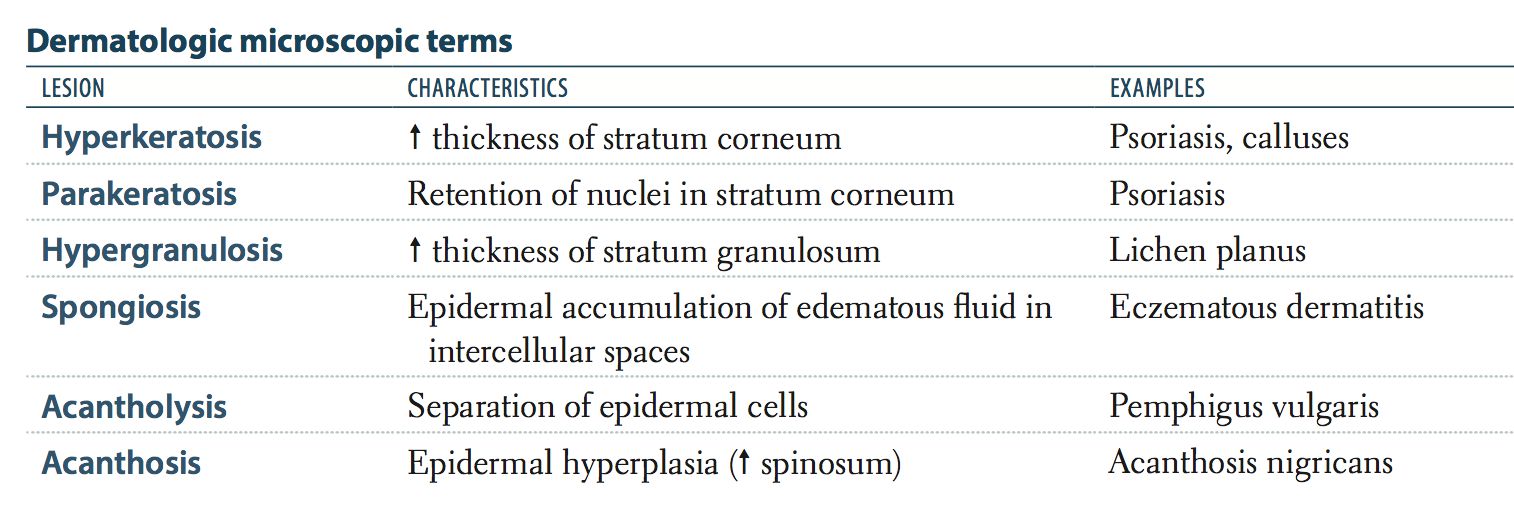 Dermatologic microscopic terms
LESION CHARACTERISTICS EXAMPLES
Hyperkeratosis ↑ thickness of stratum corneum Psoriasis, calluses
Parakeratosis Retention of nuclei in stratum corneum Psoriasis
Hypergranulosis ↑ thickness of stratum granulosum Lichen planus
Spongiosis Epidermal accumulation of edematous fluid in Eczematous dermatitis
intercellular spaces
Acantholysis Separation of epidermal cells Pemphigus vulgaris
Acanthosis Epidermal hyperplasia (↑ spinosum) Acanthosis nigricans